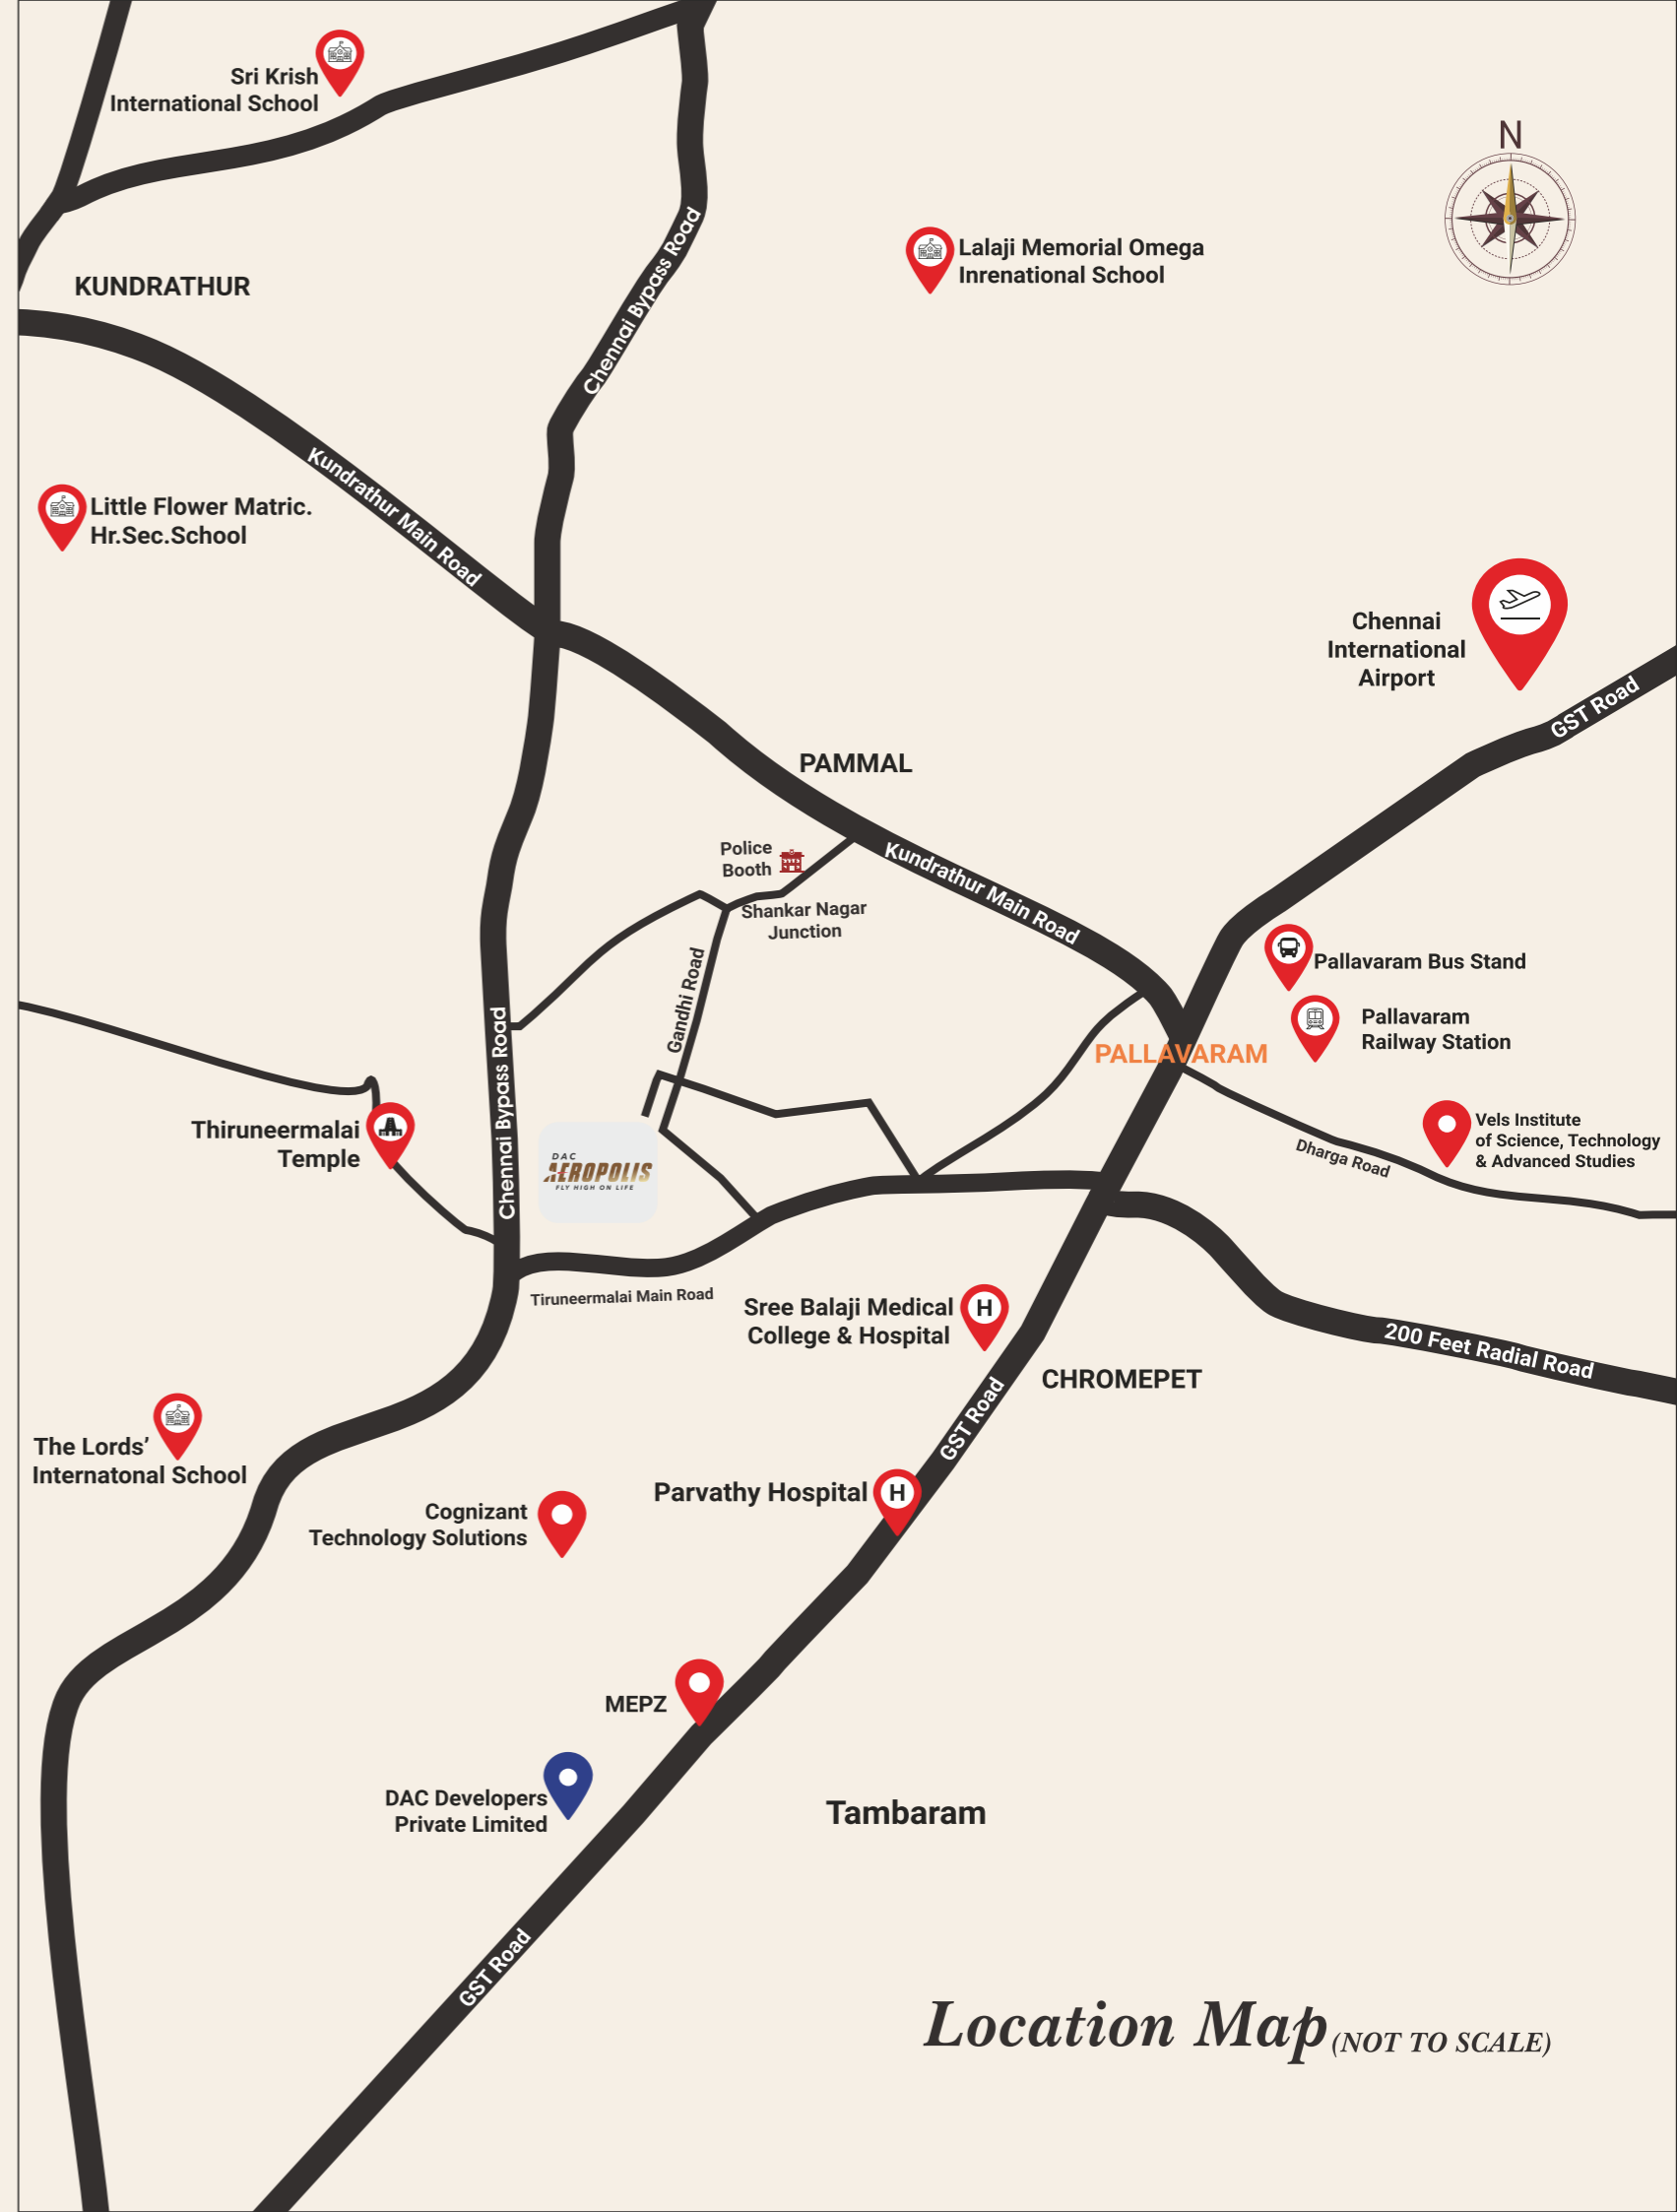 N
Sri Krish
International School
Chennai Bypass Road
Lalaji Memorial Omega
Inrenational School
KUNDRATHUR
Kundrathur Main Road
Little Flower Matric.
Hr.Sec.School
Chennai
International
Airport
GST Road
PAMMAL
Police
Booth
Kundrathur Main Road
Shankar Nagar
Junction
Gandhi Road
Pallavaram Bus Stand
Pallavaram
Railway Station
PALLAVARAM
Chennai Bypass Road
Thiruneermalai
Temple
DAC
AEROPOLIS
FLY HIGH ON LIFE
Dharga Road
Vels Institute
of Science, Technology
& Advanced Studies
Tiruneermalai Main Road
Sree Balaji Medical
College & Hospital
H
CHROMEPET
200 Feet Radial Road
GST Road
The Lords’
Internatonal School
Cognizant
Technology Solutions
Parvathy Hospital
H
MEPZ
DAC Developers
Private Limited
Tambaram
GST Road
Location Map (NOT TO SCALE)